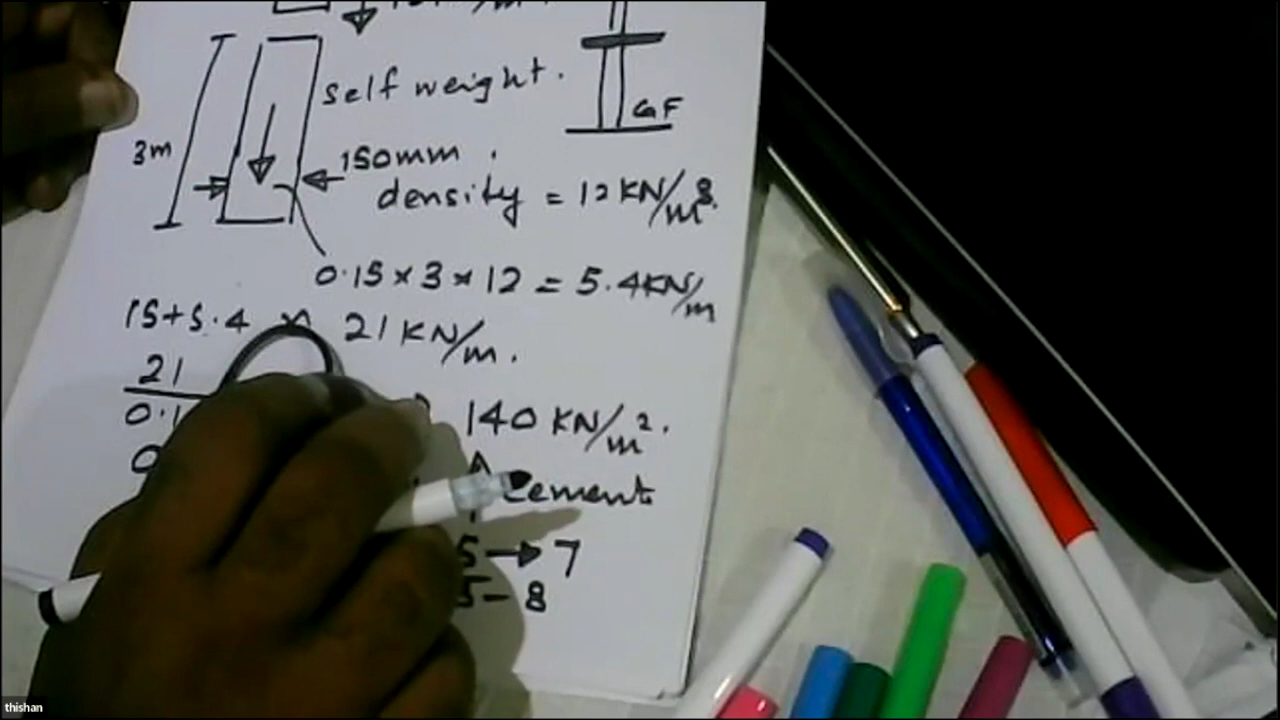 self weight.
GF
3m
150mm.
density = 12 KN/m³.
0.15 × 3 × 12 = 5.4 KN/m
15+5.4 ≈ 21 KN/m.
21
140 KN/m².
cement
5 → 7
5 – 8
thishan